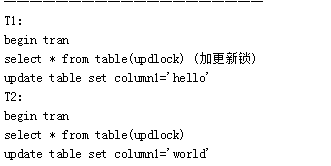 ————————————————————
T1:
begin tran
select * from table(updlock) (加更新锁)
update table set column1='hello'
T2:
begin tran
select * from table(updlock)
update table set column1='world'